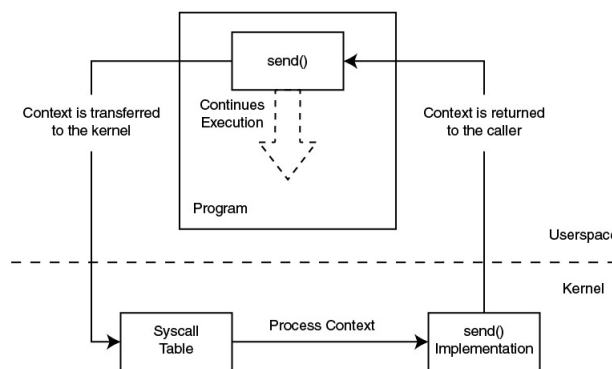 send()
Continues
Execution
Context is transferred
to the kernel
Context is returned
to the caller
Program
Userspace
Kernel
Syscall
Table
Process Context
send()
Implementation